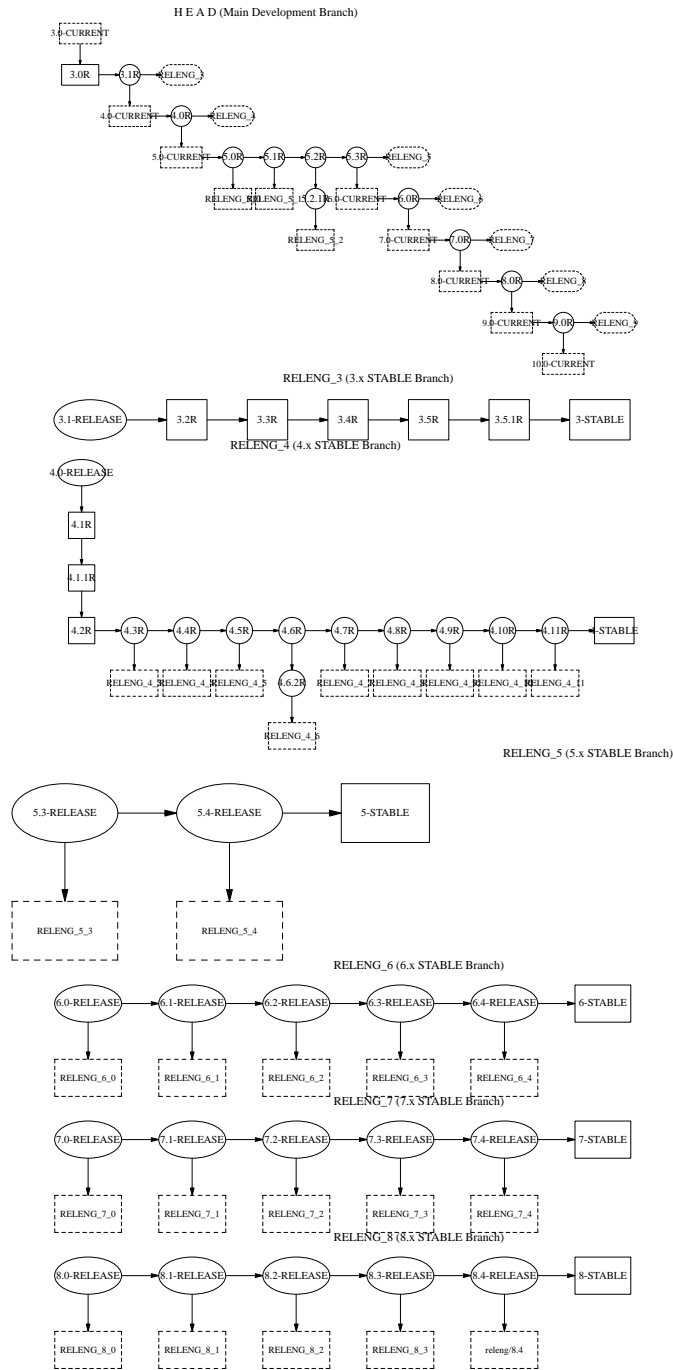 H E A D (Main Development Branch)
3.0-CURRENT
3.0R 3.1R RELENG_3
4.0-CURRENT 4.0R RELENG_4
5.0-CURRENT 5.0R 5.1R 5.2R 5.3R RELENG_5
RELENG_5_1 5.2.1R 6.0-CURRENT 6.0R RELENG_6
RELENG_5_2 7.0-CURRENT 7.0R RELENG_7
8.0-CURRENT 8.0R RELENG_8
9.0-CURRENT 9.0R RELENG_9
10.0-CURRENT
RELENG_3 (3.x STABLE Branch)
3.1-RELEASE 3.2R 3.3R 3.4R 3.5R 3.5.1R 3-STABLE
RELENG_4 (4.x STABLE Branch)
4.0-RELEASE
4.1R
4.1.1R
4.2R 4.3R 4.4R 4.5R 4.6R 4.7R 4.8R 4.9R 4.10R 4.11R 4-STABLE
RELENG_4_5 4.6.2R RELENG_4_11
RELENG_4_6
RELENG_5 (5.x STABLE Branch)
5.3-RELEASE 5.4-RELEASE 5-STABLE
RELENG_5_3 RELENG_5_4
RELENG_6 (6.x STABLE Branch)
6.0-RELEASE 6.1-RELEASE 6.2-RELEASE 6.3-RELEASE 6.4-RELEASE 6-STABLE
RELENG_6_0 RELENG_6_1 RELENG_6_2 RELENG_6_3 RELENG_6_4
RELENG_7 (7.x STABLE Branch)
7.0-RELEASE 7.1-RELEASE 7.2-RELEASE 7.3-RELEASE 7.4-RELEASE 7-STABLE
RELENG_7_0 RELENG_7_1 RELENG_7_2 RELENG_7_3 RELENG_7_4
RELENG_8 (8.x STABLE Branch)
8.0-RELEASE 8.1-RELEASE 8.2-RELEASE 8.3-RELEASE 8.4-RELEASE 8-STABLE
RELENG_8_0 RELENG_8_1 RELENG_8_2 RELENG_8_3 releng/8.4